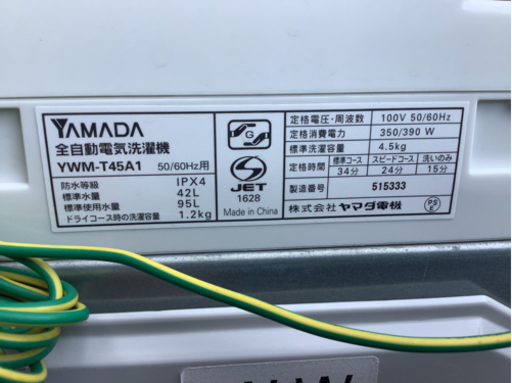 YAMADA
全自動電気洗濯機
YWM-T45A1 50/60Hz用
防水等級 IPX4
標準水量 42L
標準使用水量 95L
ドライコース時の洗濯容量 1.2kg
G
JET
1628
Made in China
定格電圧・周波数 100V 50/60Hz
定格消費電力 350/390 W
標準洗濯容量 4.5kg
定格時間 標準コース スピードコース 洗いのみ
34分 24分 15分
製造番号 515333
株式会社 ヤマダ電機
PS
E